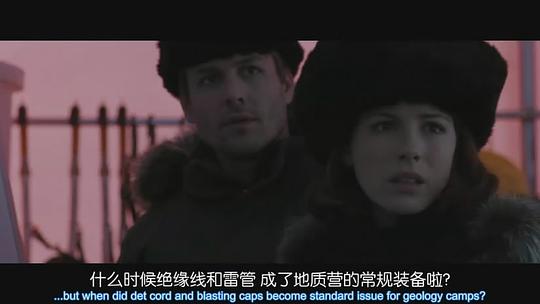 什么时候绝缘线和雷管 成了地质营的常规装备啦?
...but when did det cord and blasting caps become standard issue for geology camps?